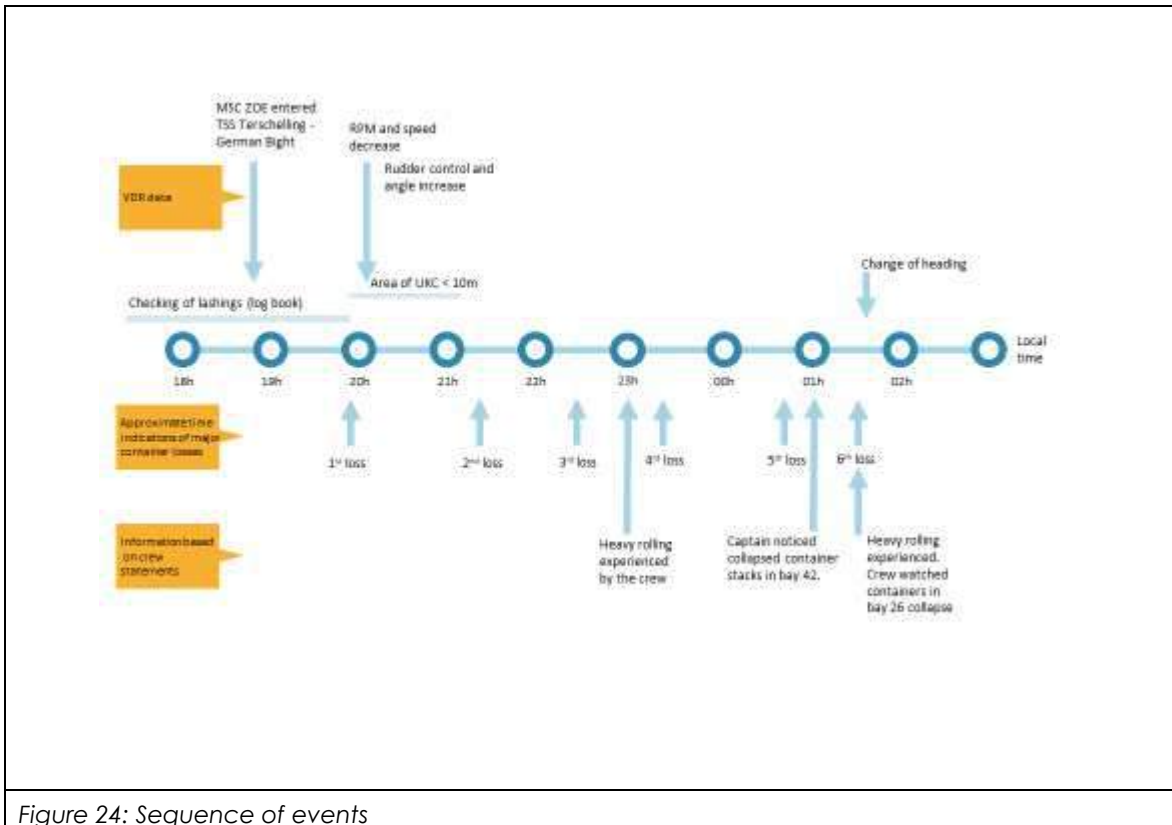 MSC ZOE entered
TSS Terschelling -
German Bight
RPM and speed
decrease
Rudder control and
angle increase
VDR data
Change of heading
Area of UKC < 10m
Checking of lashings (log book)
Local
time
18h
19h
20h
21h
22h
23h
00h
01h
02h
Approximate time
indications of major
container losses
1st loss
2nd loss
3rd loss
4th loss
5th loss
6th loss
Information based
on crew
statements
Heavy rolling
experienced
by the crew
Captain noticed
collapsed container
stacks in bay 42.
Heavy rolling
experienced.
Crew watched
containers in
bay 26 collapse
Figure 24: Sequence of events